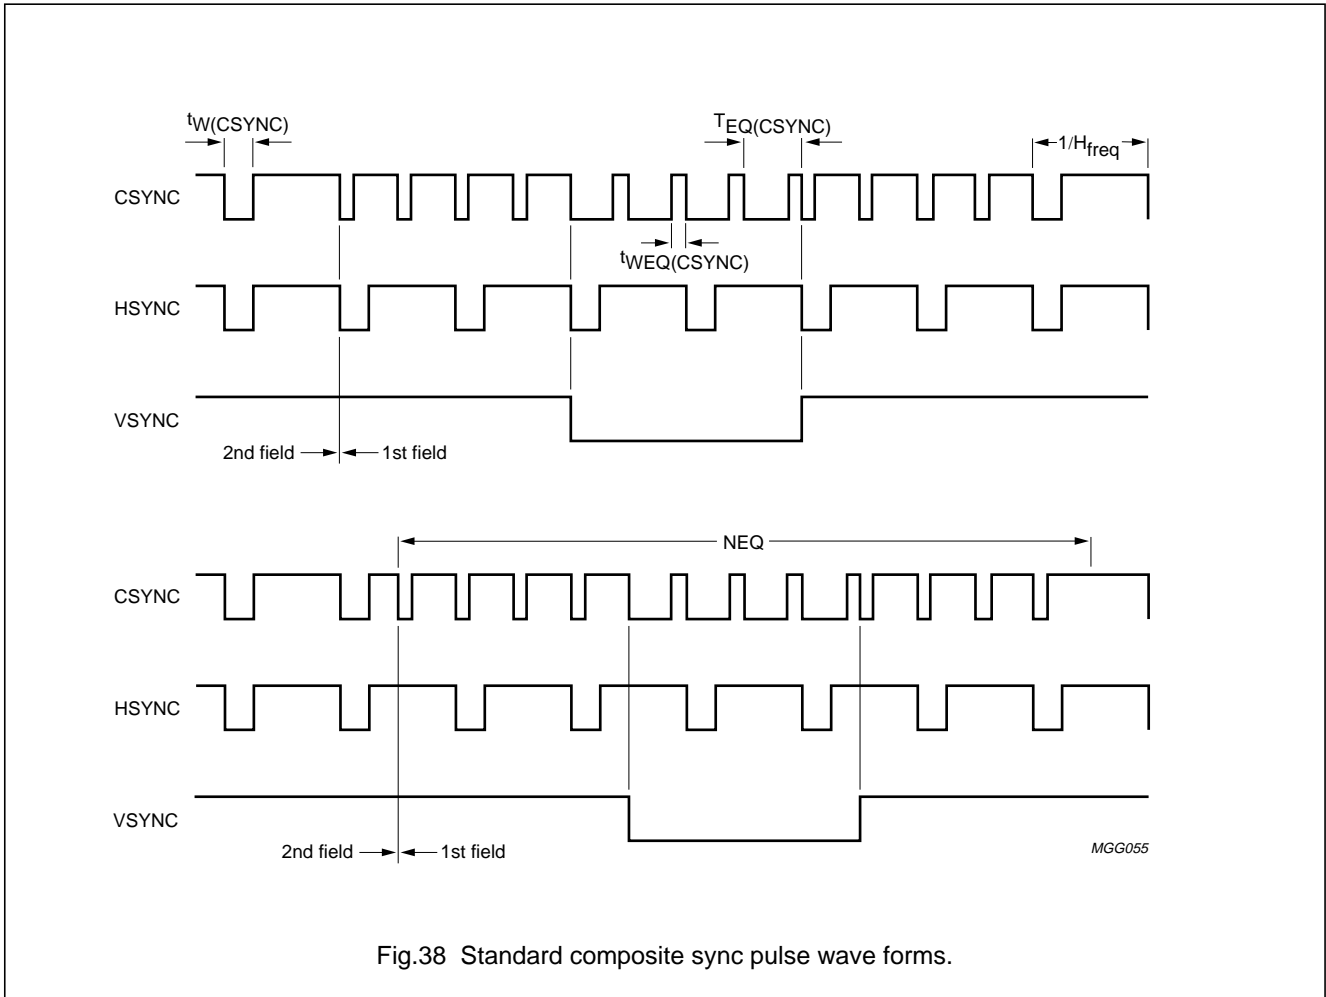 tW(CSYNC)
TEQ(CSYNC)
1/Hfreq
CSYNC
tWEQ(CSYNC)
HSYNC
VSYNC
2nd field
1st field
NEQ
CSYNC
HSYNC
VSYNC
2nd field
1st field
MGG055
Fig.38 Standard composite sync pulse wave forms.